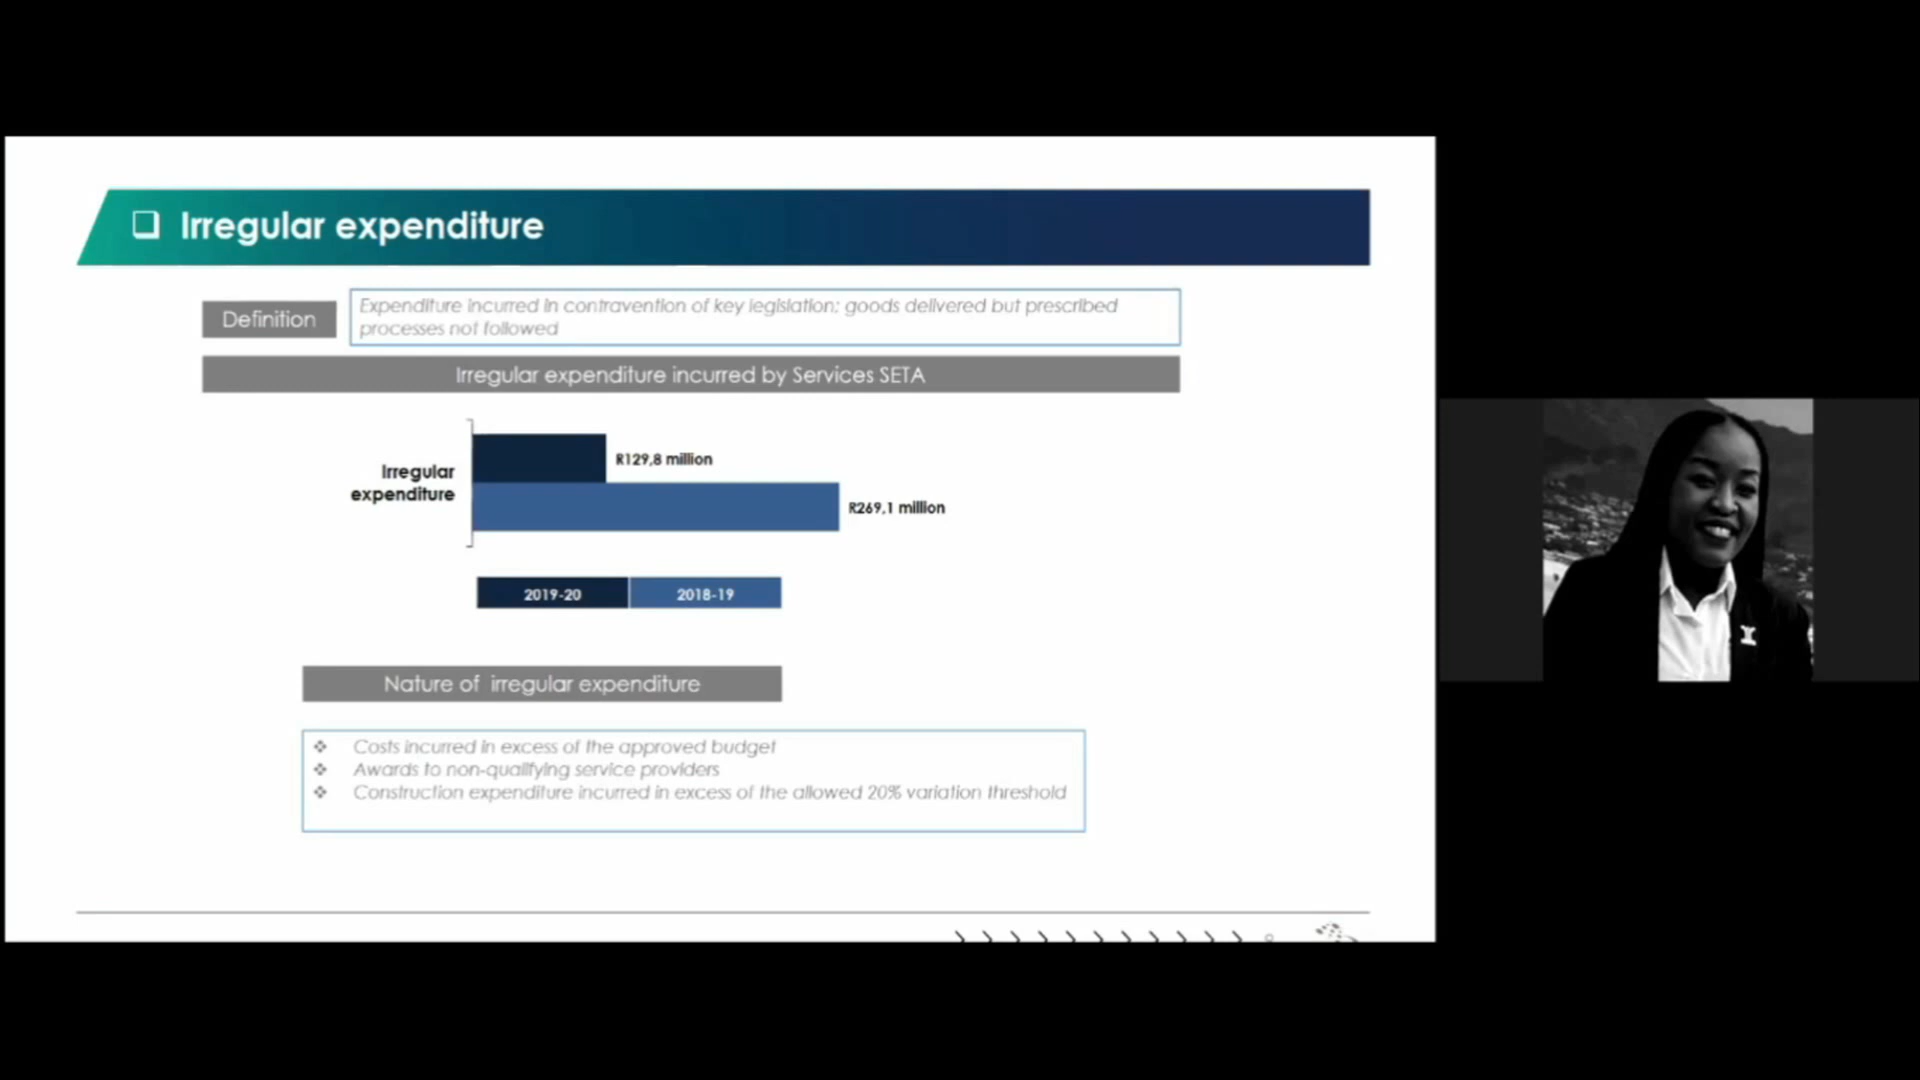 Irregular expenditure
Definition
Expenditure incurred in contravention of key legislation; goods delivered but prescribed
processes not followed
Irregular expenditure incurred by Services SETA
Irregular
expenditure
R129,8 million
R269,1 million
2019-20
2018-19
Nature of irregular expenditure
Costs incurred in excess of the approved budget
Awards to non-qualifying service providers
Construction expenditure incurred in excess of the allowed 20% variation threshold